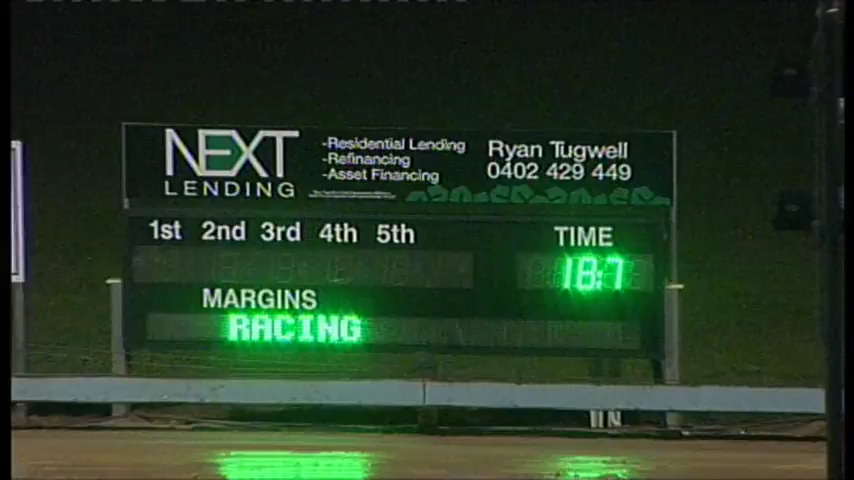 NEXT
LENDING
-Residential Lending
-Refinancing
-Asset Financing
Ryan Tugwell
0402 429 449
1st 2nd 3rd 4th 5th
TIME
18:7
MARGINS
RACING
IN